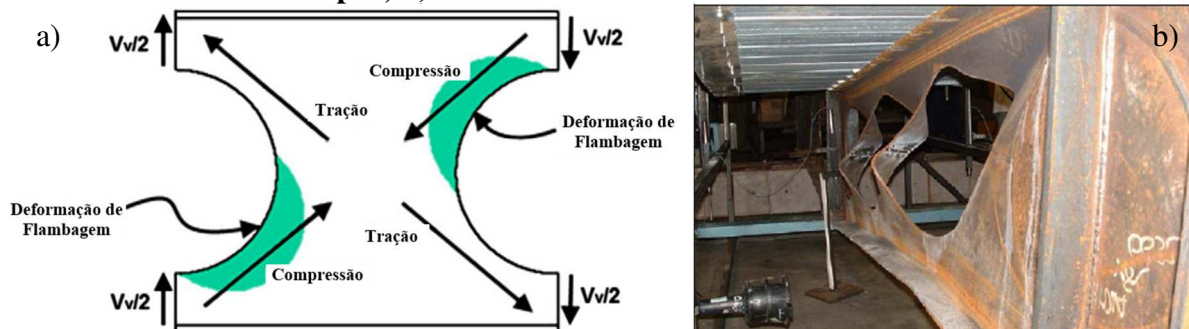 a)
Vv/2
Vv/2
Compressão
Tração
Deformação de
Flambagem
Deformação de
Flambagem
Tração
Compressão
Vv/2
Vv/2
b)